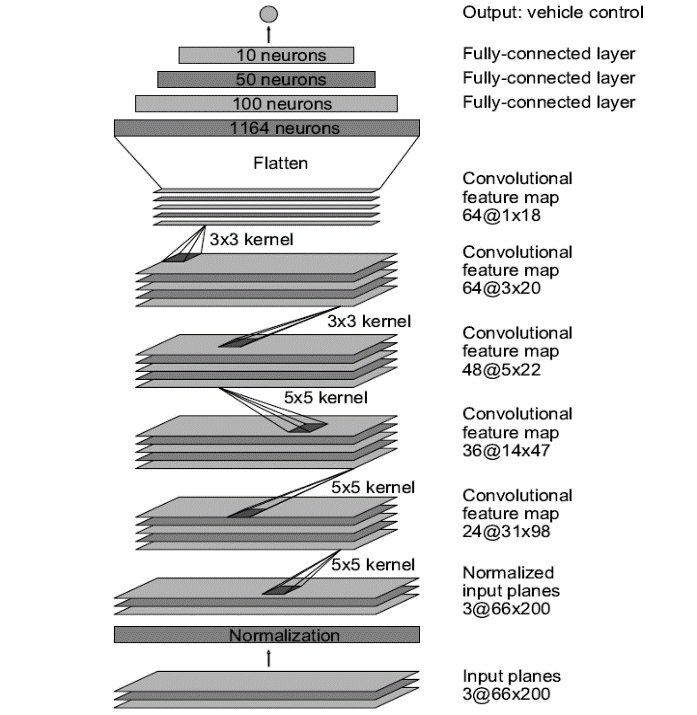 Output: vehicle control
10 neurons
Fully-connected layer
50 neurons
Fully-connected layer
100 neurons
Fully-connected layer
1164 neurons
Flatten
Convolutional
feature map
64@1x18
3x3 kernel
Convolutional
feature map
64@3x20
3x3 kernel
Convolutional
feature map
48@5x22
5x5 kernel
Convolutional
feature map
36@14x47
5x5 kernel
Convolutional
feature map
24@31x98
5x5 kernel
Normalized
input planes
3@66x200
Normalization
Input planes
3@66x200